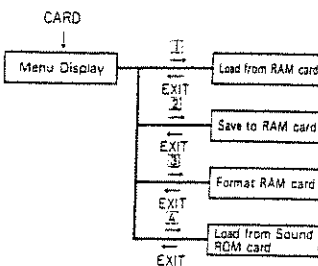 CARD
Menu Display
1
Load from RAM card
EXIT
2
Save to RAM card
EXIT
3
Format RAM card
EXIT
4
Load from Sound
ROM card
EXIT